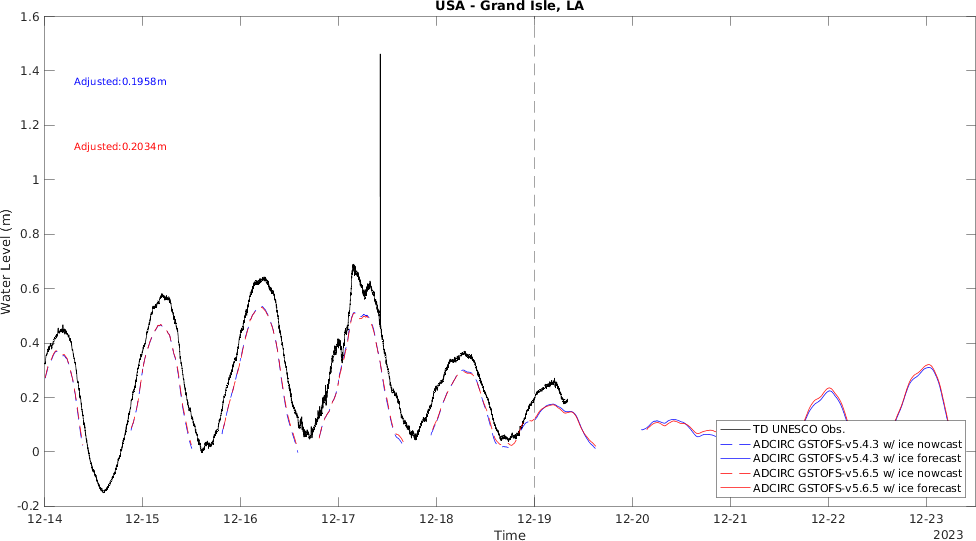 USA - Grand Isle, LA
1.6
1.4
1.2
1
0.8
0.6
0.4
0.2
0
-0.2
Water Level (m)
Adjusted:0.1958m
Adjusted:0.2034m
TD UNESCO Obs.
ADCIRC GSTOFS-v5.4.3 w/ ice nowcast
ADCIRC GSTOFS-v5.4.3 w/ ice forecast
ADCIRC GSTOFS-v5.6.5 w/ ice nowcast
ADCIRC GSTOFS-v5.6.5 w/ ice forecast
12-14 12-15 12-16 12-17 12-18 12-19 12-20 12-21 12-22 12-23
Time
2023